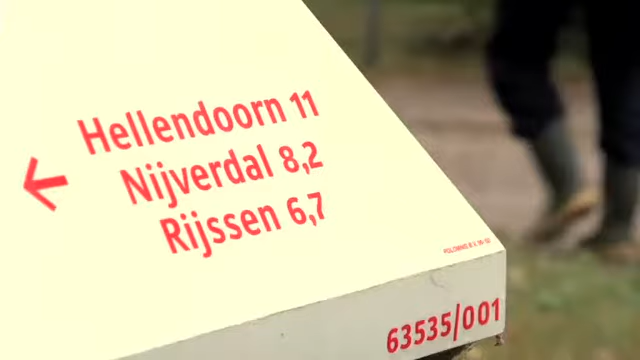 ← Hellendoorn 11
Nijverdal 8,2
Rijssen 6,7
63535/001